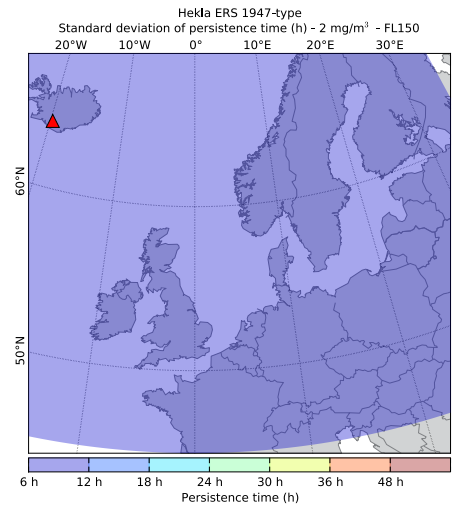 Hekla ERS 1947-type
Standard deviation of persistence time (h) - 2 mg/m³ - FL150
20°W 10°W 0° 10°E 20°E 30°E
60°N
50°N
6 h 12 h 18 h 24 h 30 h 36 h 48 h
Persistence time (h)